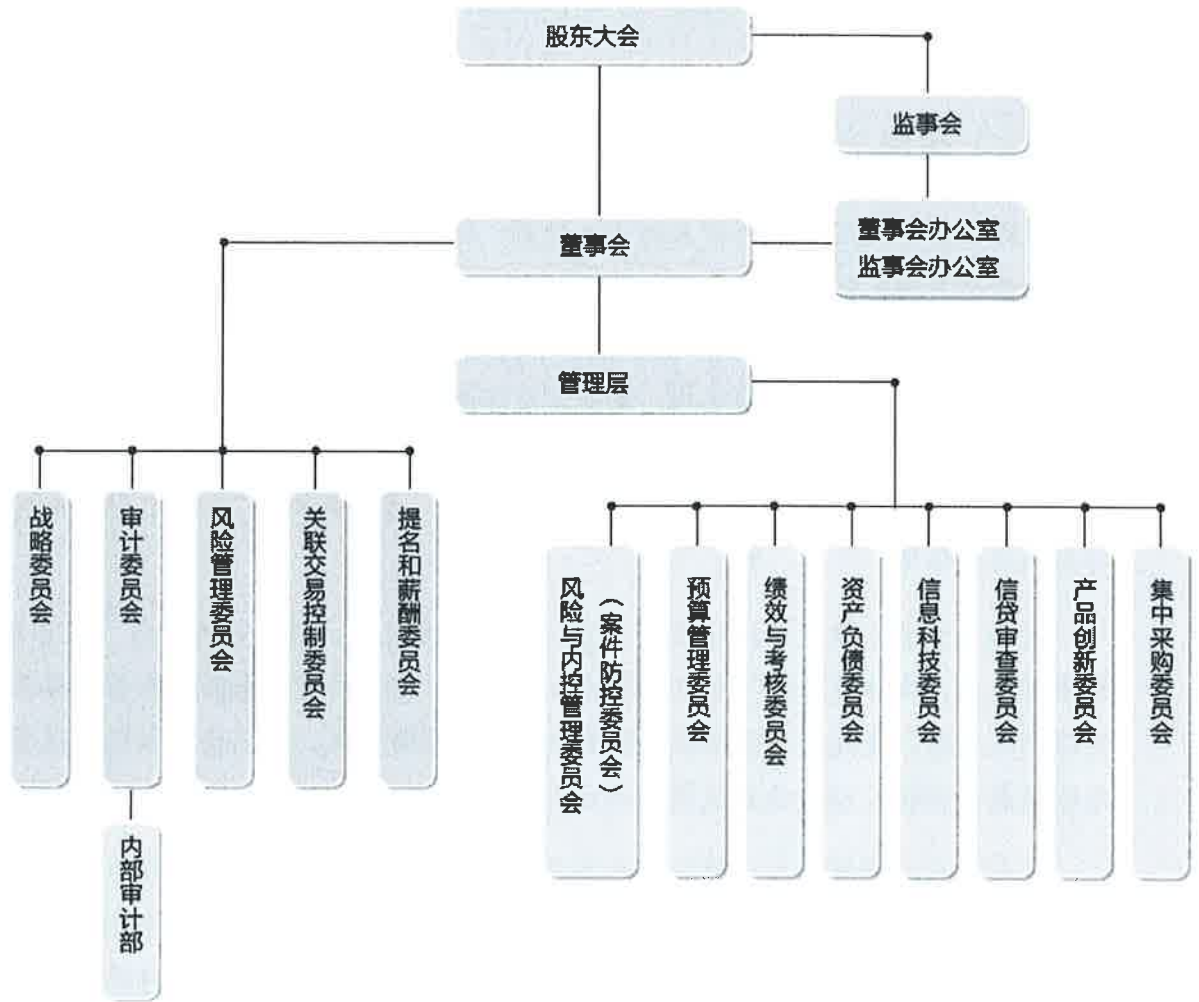 股东大会
监事会
董事会
董事会办公室
监事会办公室
管理层
战略委员会
审计委员会
风险管理委员会
关联交易控制委员会
提名和薪酬委员会
内部审计部
风险与内控管理委员会
（案件防控委员会）
预算管理委员会
绩效与考核委员会
资产负债委员会
信息科技委员会
信贷审查委员会
产品创新委员会
集中采购委员会